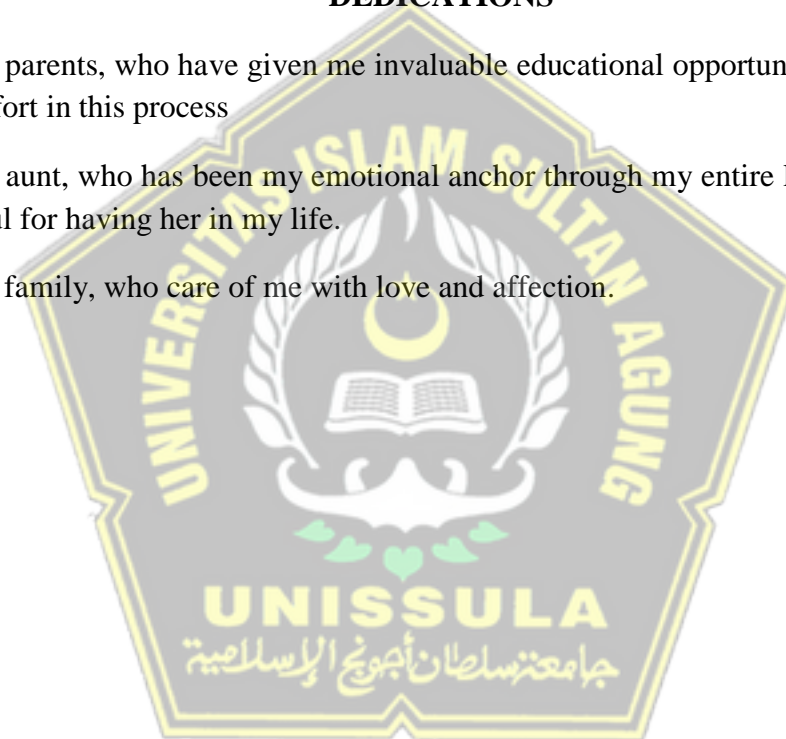 DEDICATIONS
parents, who have given me invaluable educational opportun
fort in this process
aunt, who has been my emotional anchor through my entire
l for having her in my life.
family, who care of me with love and affection.
UNIVERSITAS ISLAM SULTAN AGUNG
UNISSULA
جامعة سلطان أجونج الإسلامية